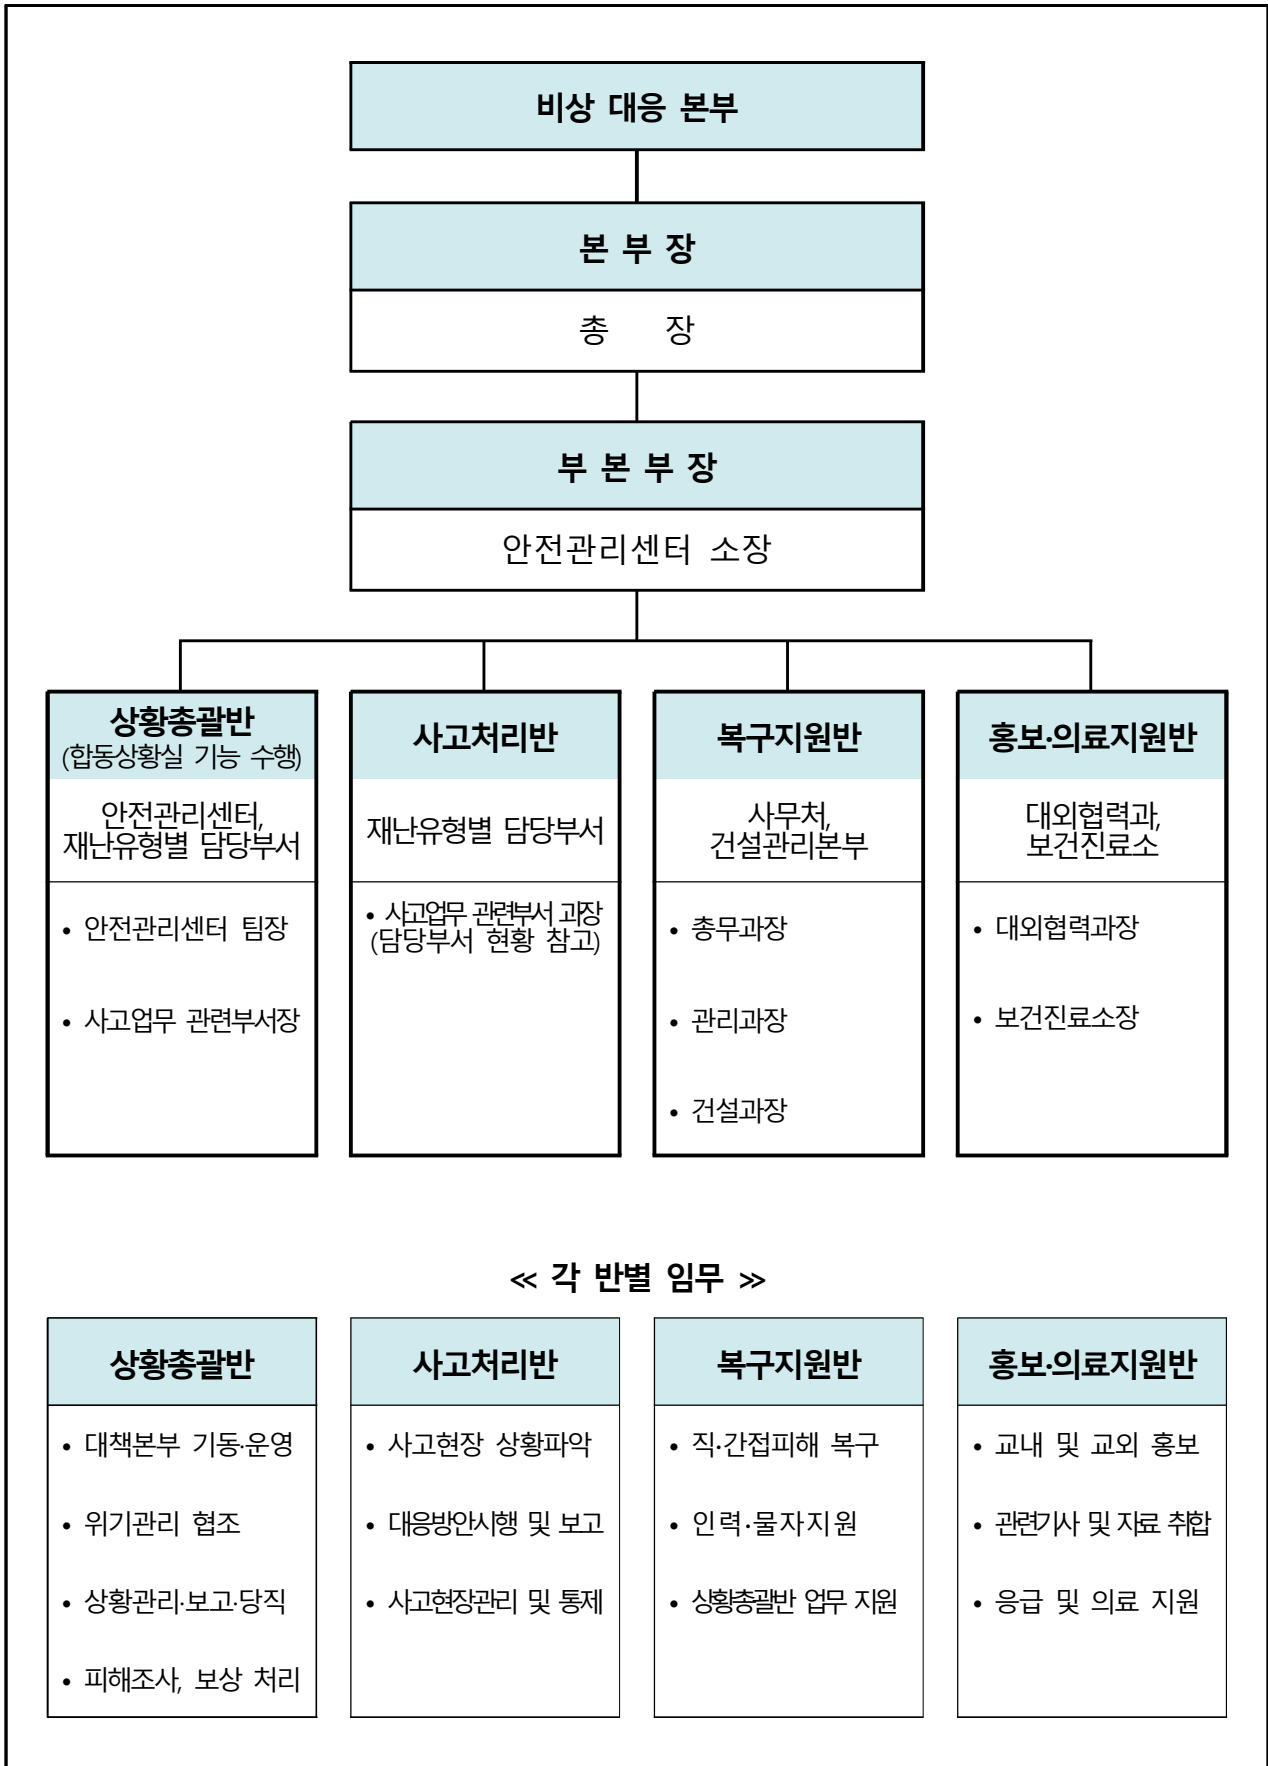 비상 대응 본부
본 부 장
총 장
부 본 부 장
안전관리센터 소장
상황총괄반
(합동상황실 기능 수행)
안전관리센터,
재난유형별 담당부서
• 안전관리센터 팀장
• 사고업무 관련부서장
사고처리반
재난유형별 담당부서
• 사고업무 관련부서 과장
(담당부서 현황 참고)
복구지원반
사무처,
건설관리본부
• 총무과장
• 관리과장
• 건설과장
홍보·의료지원반
대외협력과,
보건진료소
• 대외협력과장
• 보건진료소장
≪ 각 반별 임무 ≫
상황총괄반
• 대책본부 기동·운영
• 위기관리 협조
• 상황관리·보고·당직
• 피해조사, 보상 처리
사고처리반
• 사고현장 상황파악
• 대응방안시행 및 보고
• 사고현장관리 및 통제
복구지원반
• 직·간접피해 복구
• 인력·물자지원
• 상황총괄반 업무 지원
홍보·의료지원반
• 교내 및 교외 홍보
• 관련기사 및 자료 취합
• 응급 및 의료 지원